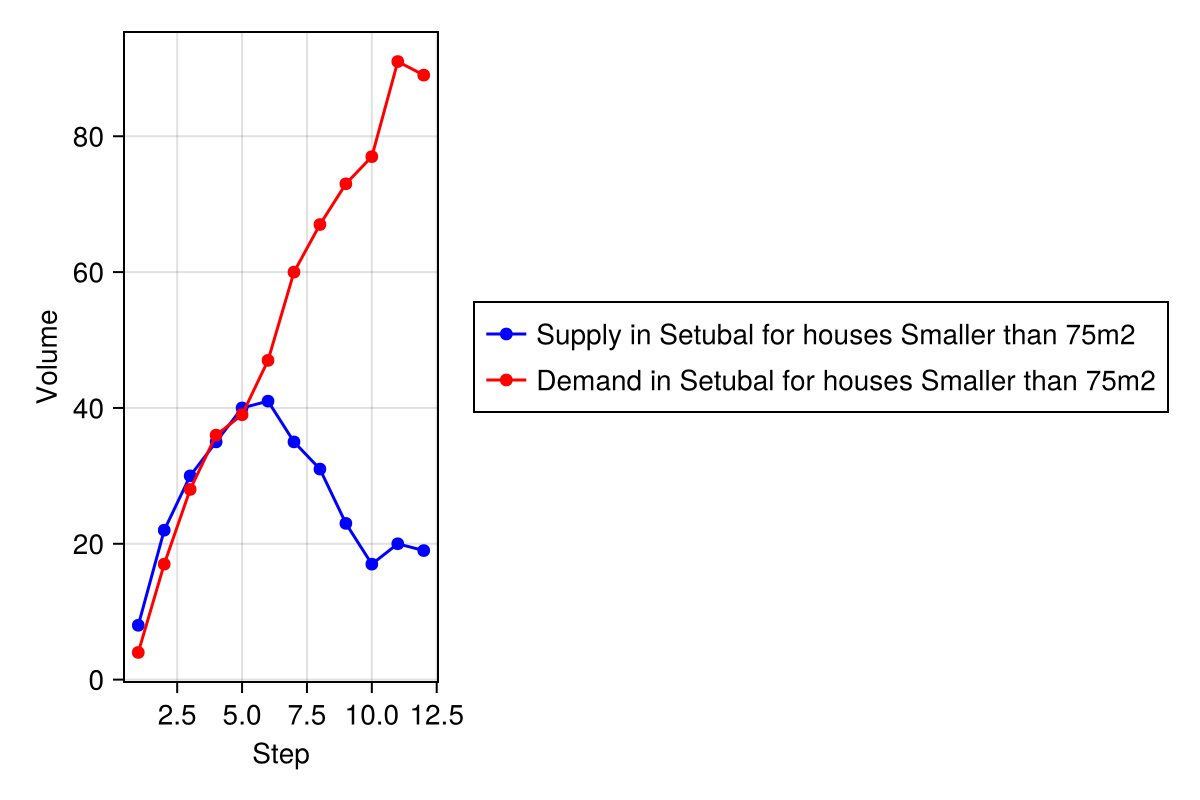 Volume
80
60
40
20
0
2.5 5.0 7.5 10.0 12.5
Step
Supply in Setubal for houses Smaller than 75m2
Demand in Setubal for houses Smaller than 75m2